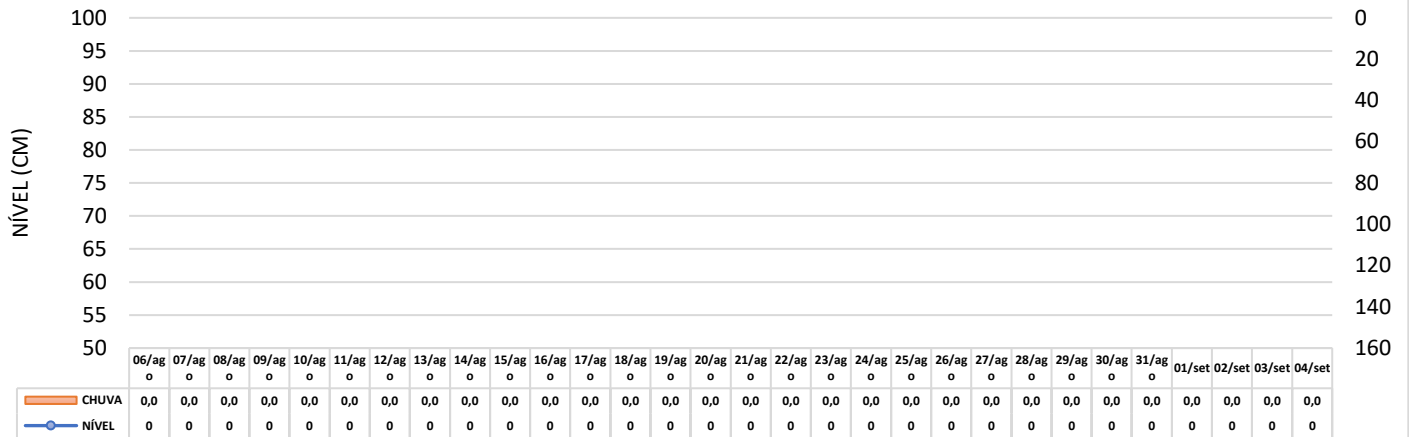 100 0
95 20
90 40
85 60
80 80
75 100
70 120
65 140
60 160
55
50
NÍVEL (CM)
06/ago 07/ago 08/ago 09/ago 10/ago 11/ago 12/ago 13/ago 14/ago 15/ago 16/ago 17/ago 18/ago 19/ago 20/ago 21/ago 22/ago 23/ago 24/ago 25/ago 26/ago 27/ago 28/ago 29/ago 30/ago 31/ago 01/set 02/set 03/set 04/set
CHUVA 0,0 0,0 0,0 0,0 0,0 0,0 0,0 0,0 0,0 0,0 0,0 0,0 0,0 0,0 0,0 0,0 0,0 0,0 0,0 0,0 0,0 0,0 0,0 0,0 0,0 0,0 0,0 0,0 0,0 0,0
NÍVEL 0 0 0 0 0 0 0 0 0 0 0 0 0 0 0 0 0 0 0 0 0 0 0 0 0 0 0 0 0 0